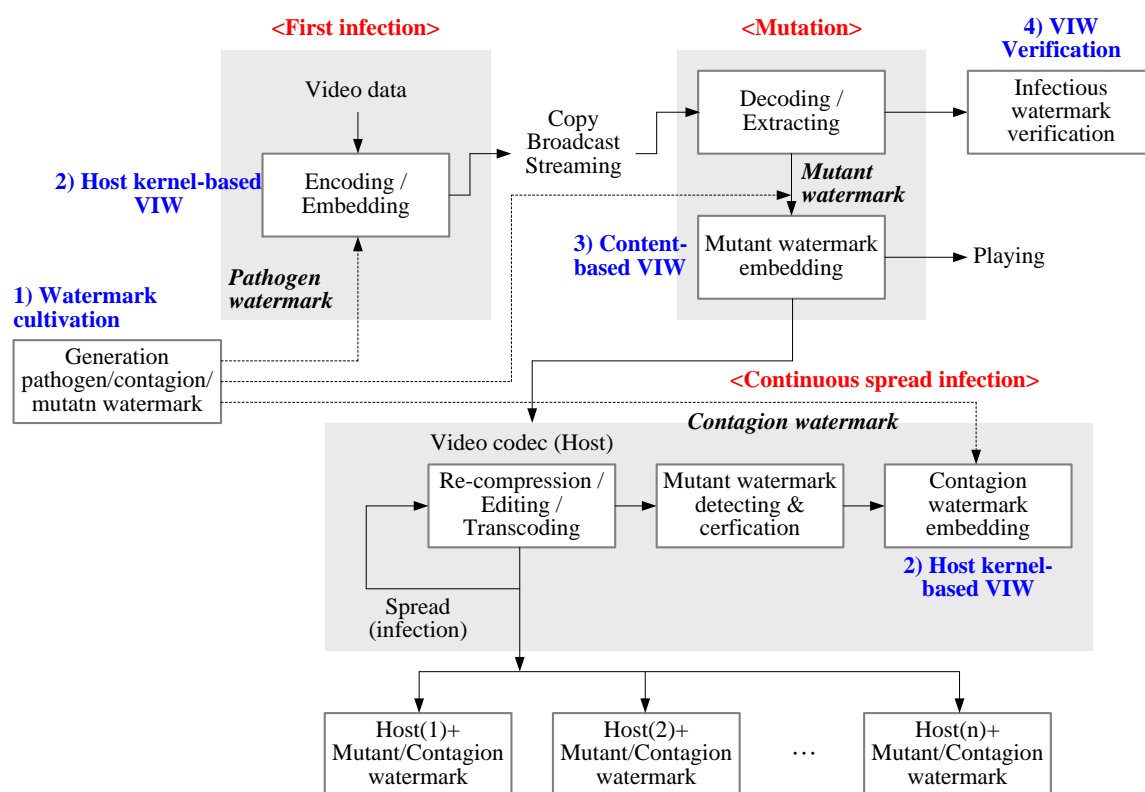 <First infection>
Video data
2) Host kernel-based
VIW
Encoding /
Embedding
Pathogen
watermark
1) Watermark
cultivation
Generation
pathogen/contagion/
mutatn watermark
Copy
Broadcast
Streaming
<Mutation>
Decoding /
Extracting
Mutant
watermark
3) Content-
based VIW
Mutant watermark
embedding
Playing
4) VIW
Verification
Infectious
watermark
verification
<Continuous spread infection>
Contagion watermark
Video codec (Host)
Re-compression /
Editing /
Transcoding
Mutant watermark
detecting &
cerfication
Contagion
watermark
embedding
2) Host kernel-
based VIW
Spread
(infection)
Host(1)+
Mutant/Contagion
watermark
Host(2)+
Mutant/Contagion
watermark
...
Host(n)+
Mutant/Contagion
watermark